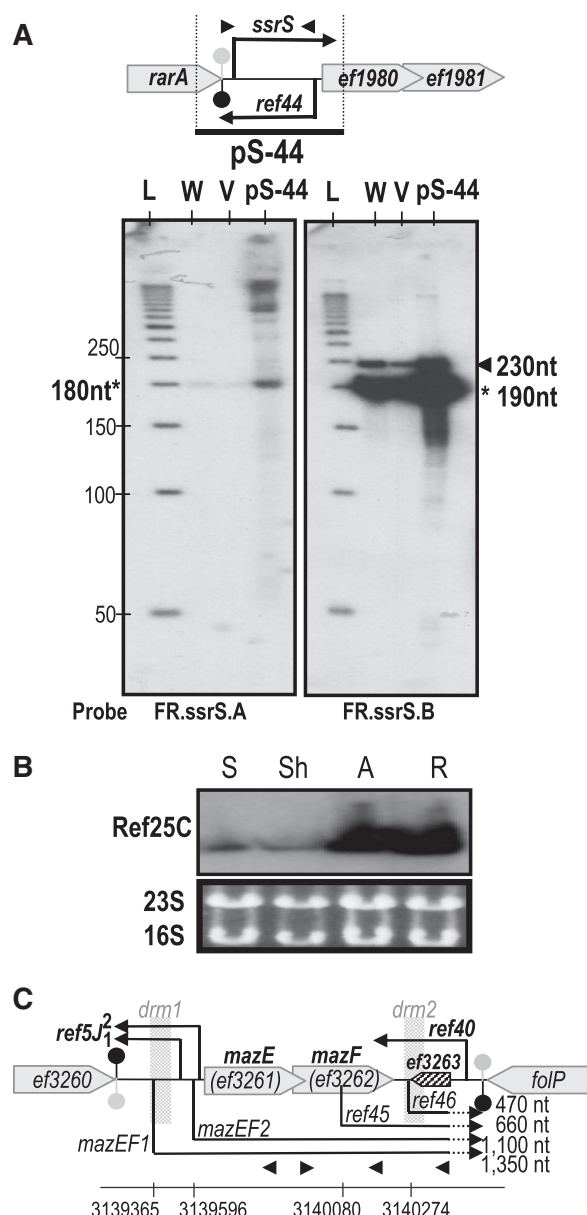 A
ssrS
rarA
ef1980
ef1981
ref44
pS-44
L W V pS-44 L W V pS-44
250
230nt
180nt*
* 190nt
150
100
50
Probe FR.ssrS.A FR.ssrS.B
B
S Sh A R
Ref25C
23S
16S
C
drm1 drm2
ref5J 2
1
ref40
mazE mazF
ef3263
ef3260 (ef3261) (ef3262) folP
ref46 470 nt
ref45 660 nt
mazEF2 1,100 nt
mazEF1 1,350 nt
3139365 3139596 3140080 3140274